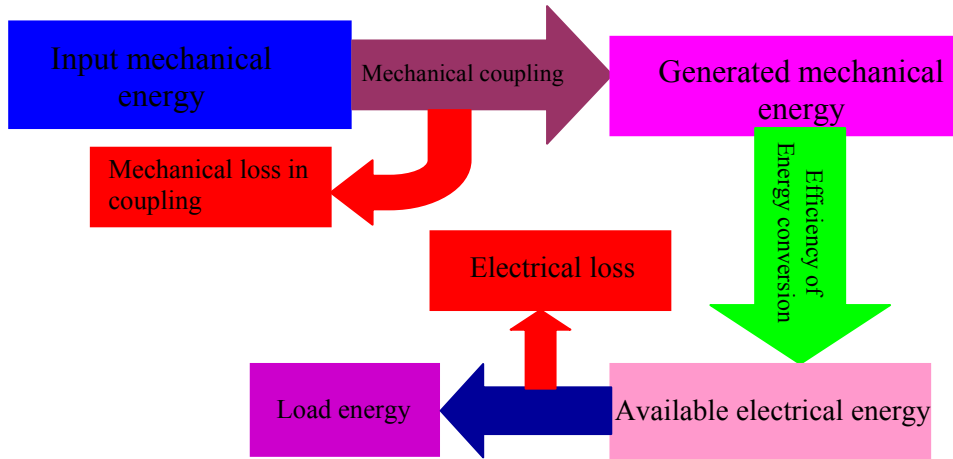 Input mechanical
energy
Mechanical coupling
Generated mechanical
energy
Mechanical loss in
coupling
Efficiency of
Energy conversion
Electrical loss
Load energy
Available electrical energy